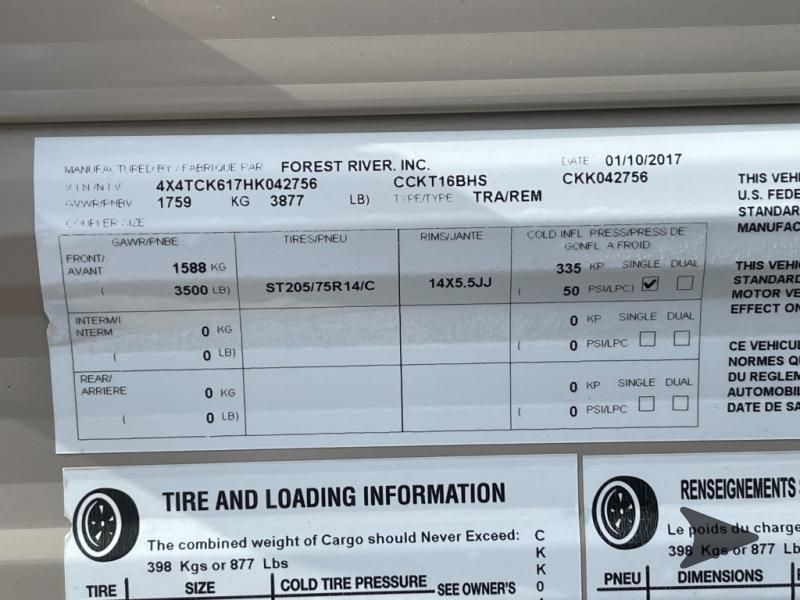 MANUFACTURED BY / FABRIQUE PAR FOREST RIVER. INC. DATE 01/10/2017
V I N / N I V 4X4TCK617HK042756 CCKT16BHS CKK042756
GVWR/PNBV 1759 KG 3877 LB) TYPE/TYPE TRA/REM
COUPLER SIZE
GAWR/PNBE TIRES/PNEU RIMS/JANTE COLD INFL PRESS/PRESS DE
GONFL A FROID
FRONT/
AVANT 1588 KG 335 KP SINGLE DUAL
( 3500 LB) ST205/75R14/C 14X5.5JJ ( 50 PSI/LPC)
INTERM/I
NTERM 0 KG 0 KP SINGLE DUAL
( 0 LB) ( 0 PSI/LPC
REAR/
ARRIERE 0 KG 0 KP SINGLE DUAL
( 0 LB) ( 0 PSI/LPC
THIS VEHI
U.S. FEDE
STANDAR
MANUFAC
THIS VEHI
STANDARD
MOTOR VE
EFFECT ON
CE VEHICUL
NORMES QU
DU REGLEM
AUTOMOBIL
DATE DE SA
TIRE AND LOADING INFORMATION
The combined weight of Cargo should Never Exceed:
398 Kgs or 877 Lbs
TIRE SIZE COLD TIRE PRESSURE SEE OWNER'S
C
K
K
0
RENSEIGNEMENTS S
Le poids du charge
398 Kgs or 877 L
PNEU DIMENSIONS